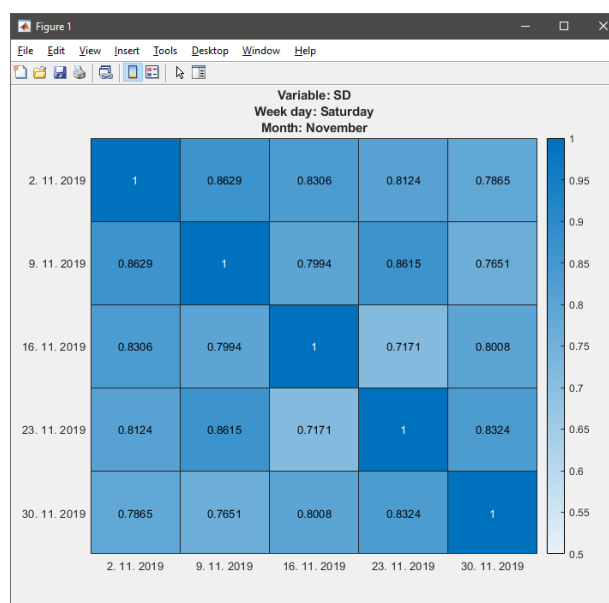 Figure 1
File Edit View Insert Tools Desktop Window Help
Variable: SD
Week day: Saturday
Month: November
2. 11. 2019 1 0.8629 0.8306 0.8124 0.7865
9. 11. 2019 0.8629 1 0.7994 0.8615 0.7651
16. 11. 2019 0.8306 0.7994 1 0.7171 0.8008
23. 11. 2019 0.8124 0.8615 0.7171 1 0.8324
30. 11. 2019 0.7865 0.7651 0.8008 0.8324 1
2. 11. 2019 9. 11. 2019 16. 11. 2019 23. 11. 2019 30. 11. 2019
1
0.95
0.9
0.85
0.8
0.75
0.7
0.65
0.6
0.55
0.5